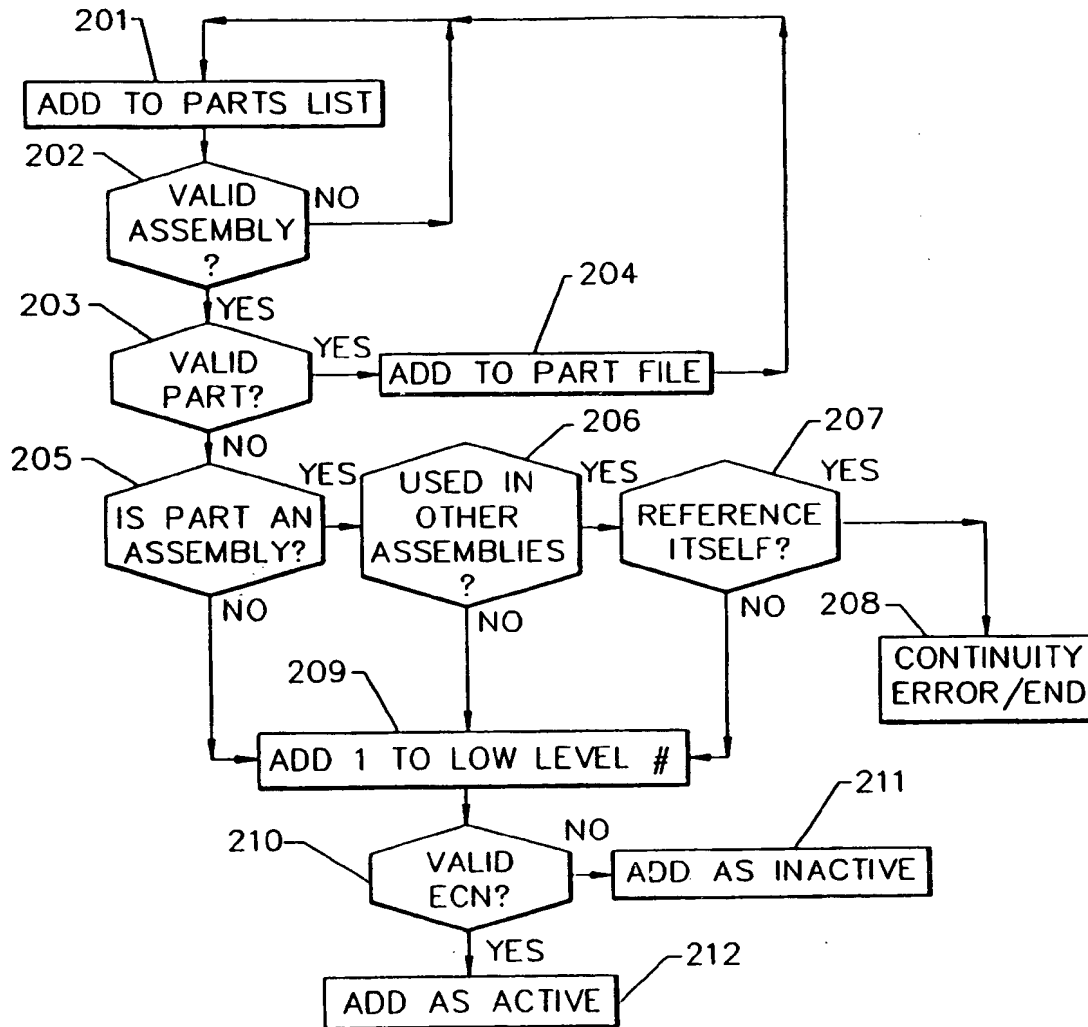 201
ADD TO PARTS LIST
202
VALID
ASSEMBLY
?
NO
YES
203
VALID
PART?
YES
204
ADD TO PART FILE
NO
205
IS PART AN
ASSEMBLY?
YES
206
USED IN
OTHER
ASSEMBLIES
?
YES
207
REFERENCE
ITSELF?
YES
NO
NO
NO
208
CONTINUITY
ERROR/END
209
ADD 1 TO LOW LEVEL #
210
VALID
ECN?
NO
211
ADD AS INACTIVE
YES
212
ADD AS ACTIVE